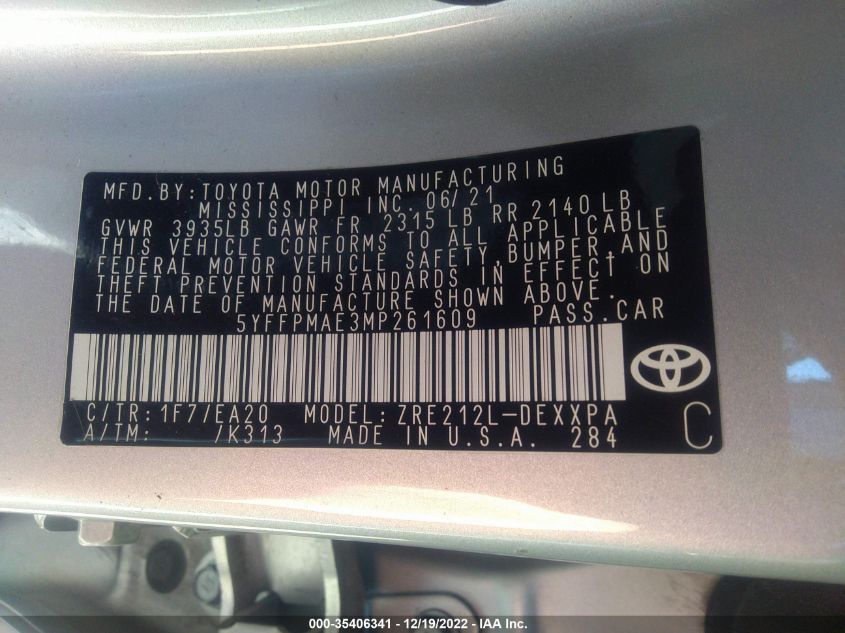 MFD.BY:TOYOTA MOTOR MANUFACTURING
MISSISSIPPI INC. 06/21
GVWR 3935LB GAWR FR 2315 LB RR 2140 LB
THIS VEHICLE CONFORMS TO ALL APPLICABLE
FEDERAL MOTOR VEHICLE SAFETY,BUMPER,AND
THEFT PREVENTION STANDARDS IN EFFECT ON
THE DATE OF MANUFACTURE SHOWN ABOVE.
5YFFPMAE3MP261609 PASS.CAR
C/TR:1F7/EA20 MODEL:ZRE212L-DEXXPA
A/TM: /K313 MADE IN U.S.A. 284
C
000-35406341 - 12/19/2022 - IAA Inc.